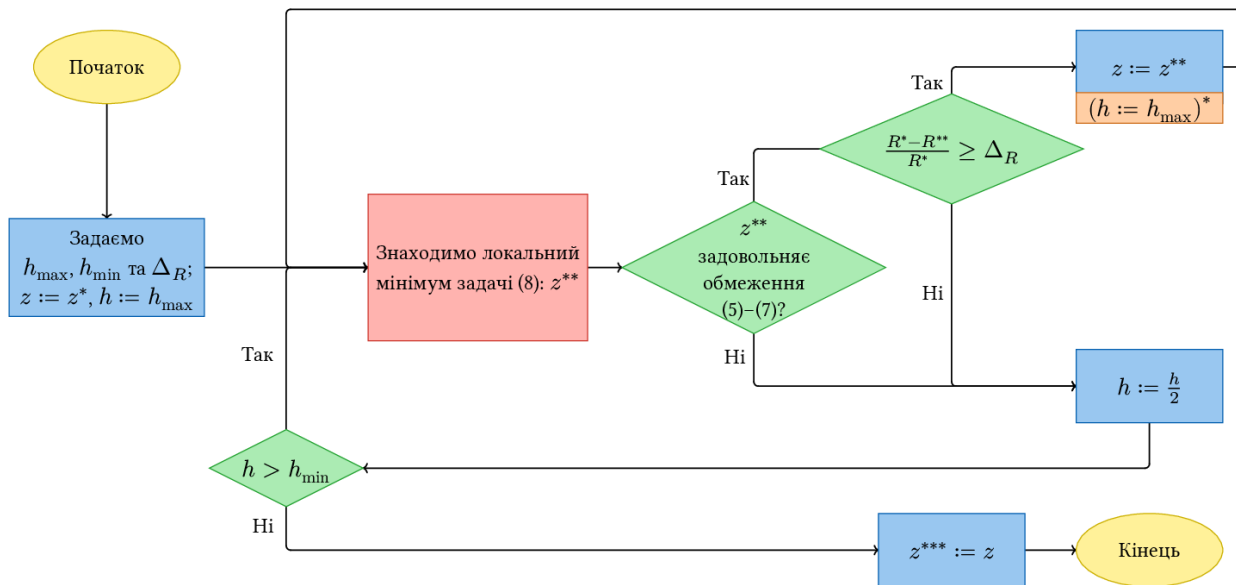 Початок
Задаємо
h_max, h_min та Δ_R;
z := z*, h := h_max
Знаходимо локальний
мінімум задачі (8): z**
z**
задовольняє
обмеження
(5)–(7)?
Так
Ні
(R*−R**)/R* ≥ Δ_R
Так
Ні
z := z**
(h := h_max)*
h := h/2
h > h_min
Так
Ні
z*** := z
Кінець